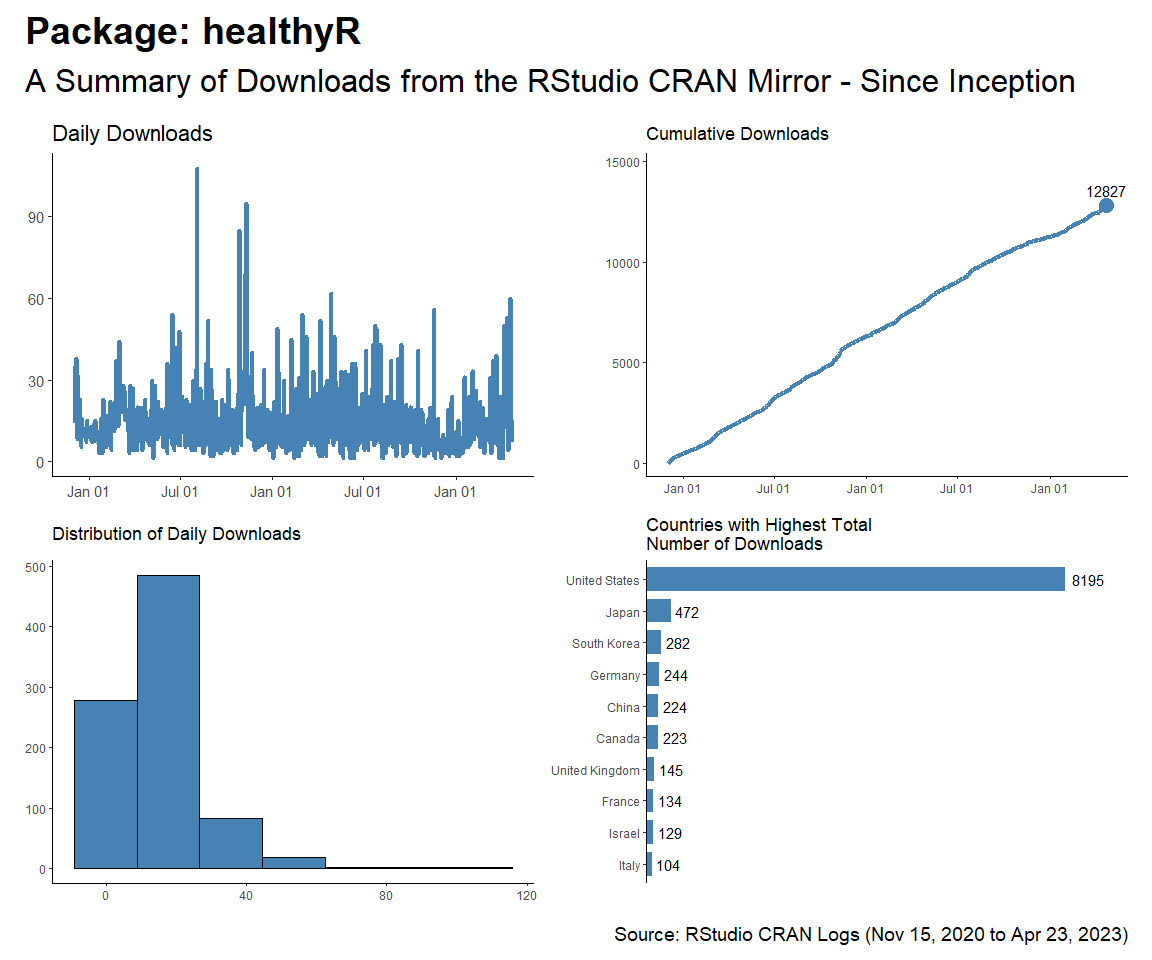 Package: healthyR
A Summary of Downloads from the RStudio CRAN Mirror - Since Inception
Daily Downloads
90
60
30
0
Jan 01 Jul 01 Jan 01 Jul 01 Jan 01
Cumulative Downloads
15000
10000
5000
0
12827
Jan 01 Jul 01 Jan 01 Jul 01 Jan 01
Distribution of Daily Downloads
500
400
300
200
100
0
0 40 80 120
Countries with Highest Total
Number of Downloads
United States 8195
Japan 472
South Korea 282
Germany 244
China 224
Canada 223
United Kingdom 145
France 134
Israel 129
Italy 104
Source: RStudio CRAN Logs (Nov 15, 2020 to Apr 23, 2023)